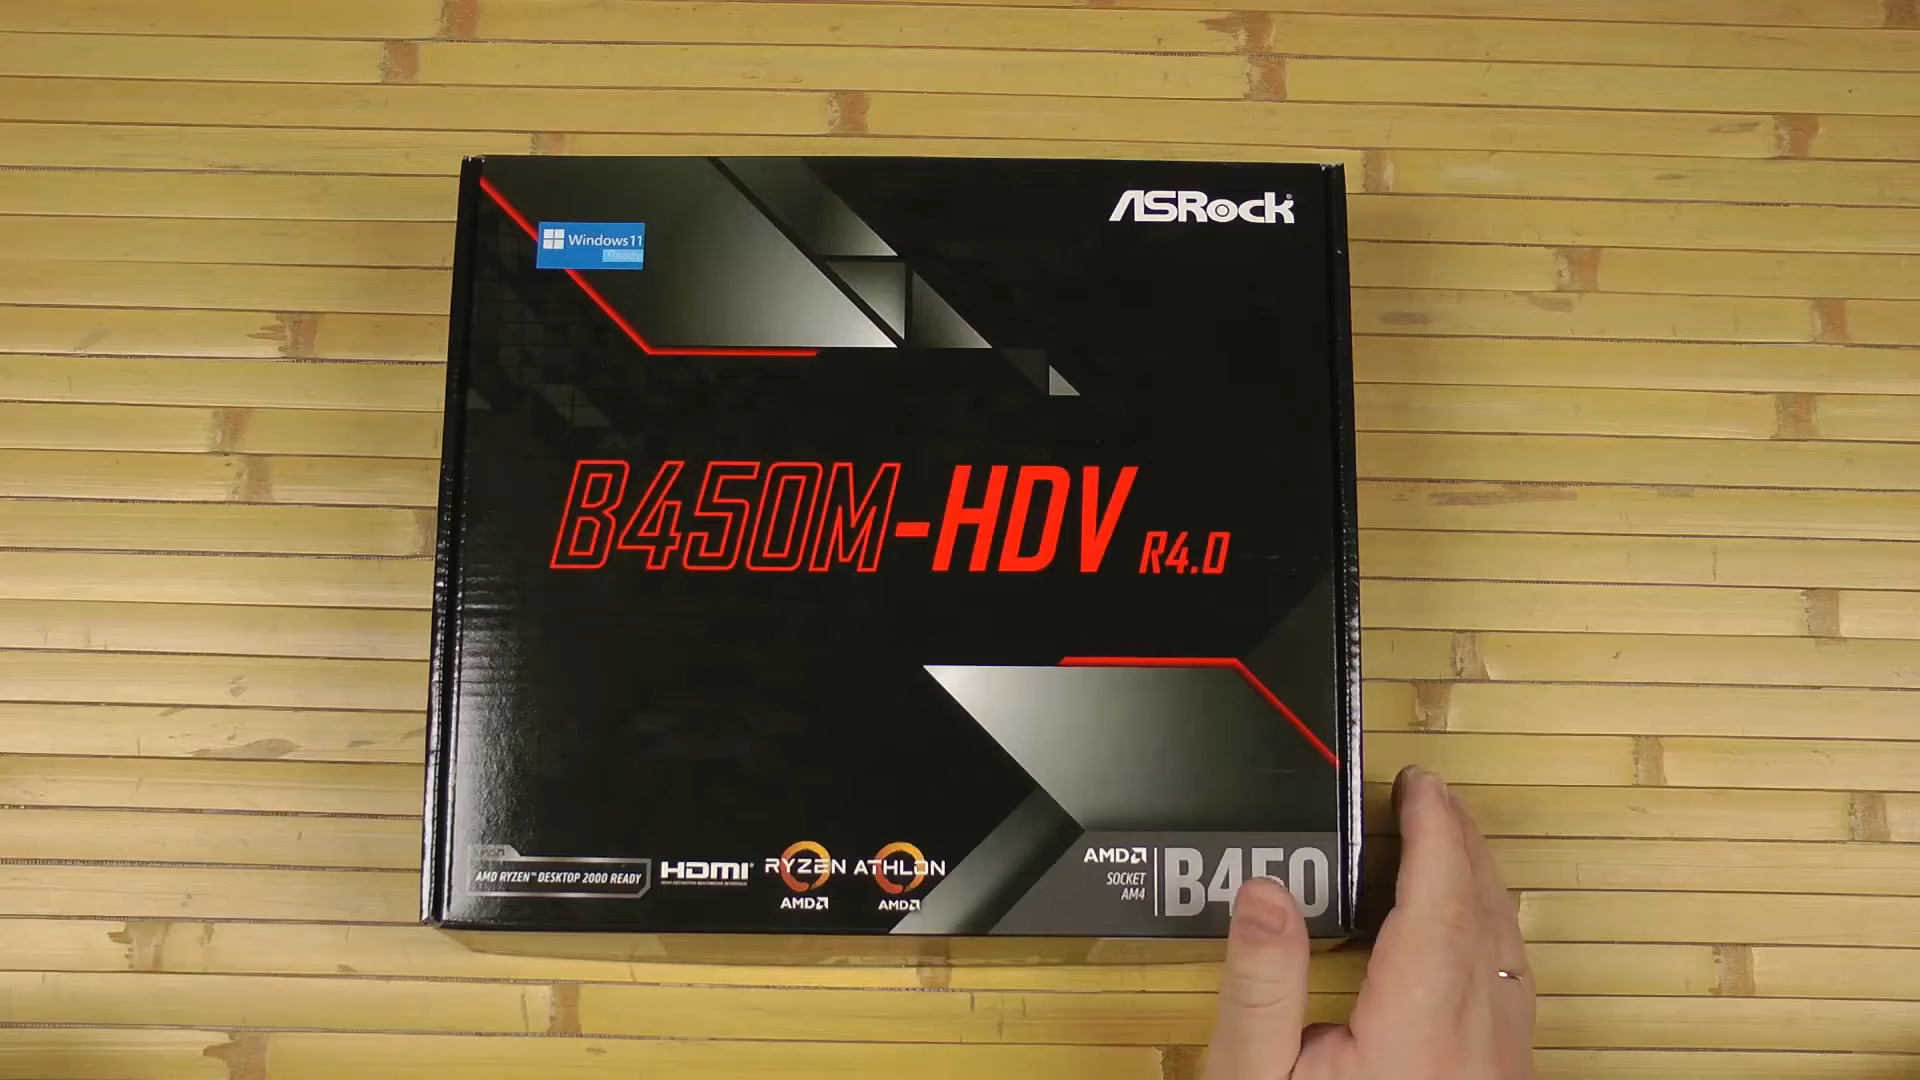 ASRock
Windows 11
Ready
B450M-HDV R4.0
AMD RYZEN™ DESKTOP 2000 READY
HDMI
RYZEN
AMD
ATHLON
AMD
AMD
SOCKET
AM4
B450